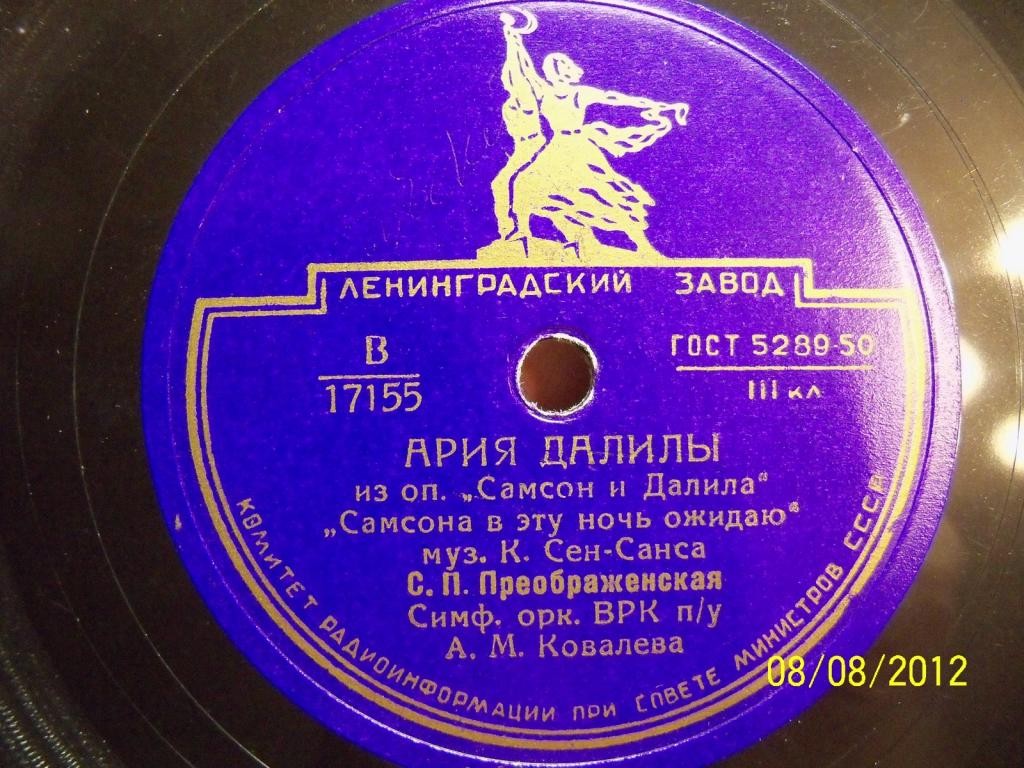 ЛЕНИНГРАДСКИЙ ЗАВОД
В
17155
ГОСТ 5289-50
III кл
АРИЯ ДАЛИЛЫ
из оп. „Самсон и Далила“
„Самсона в эту ночь ожидаю“
муз. К. Сен-Санса
С. П. Преображенская
Симф. орк. ВРК п/у
А. М. Ковалева
КОМИТЕТ РАДИОИНФОРМАЦИИ ПРИ СОВЕТЕ МИНИСТРОВ СССР
08/08/2012